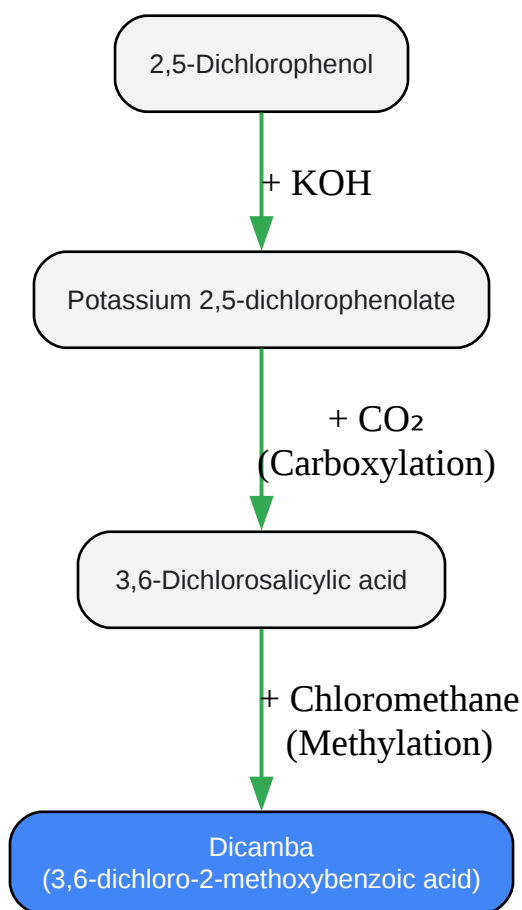 2,5-Dichlorophenol
+ KOH
Potassium 2,5-dichlorophenolate
+ CO₂
(Carboxylation)
3,6-Dichlorosalicylic acid
+ Chloromethane
(Methylation)
Dicamba
(3,6-dichloro-2-methoxybenzoic acid)